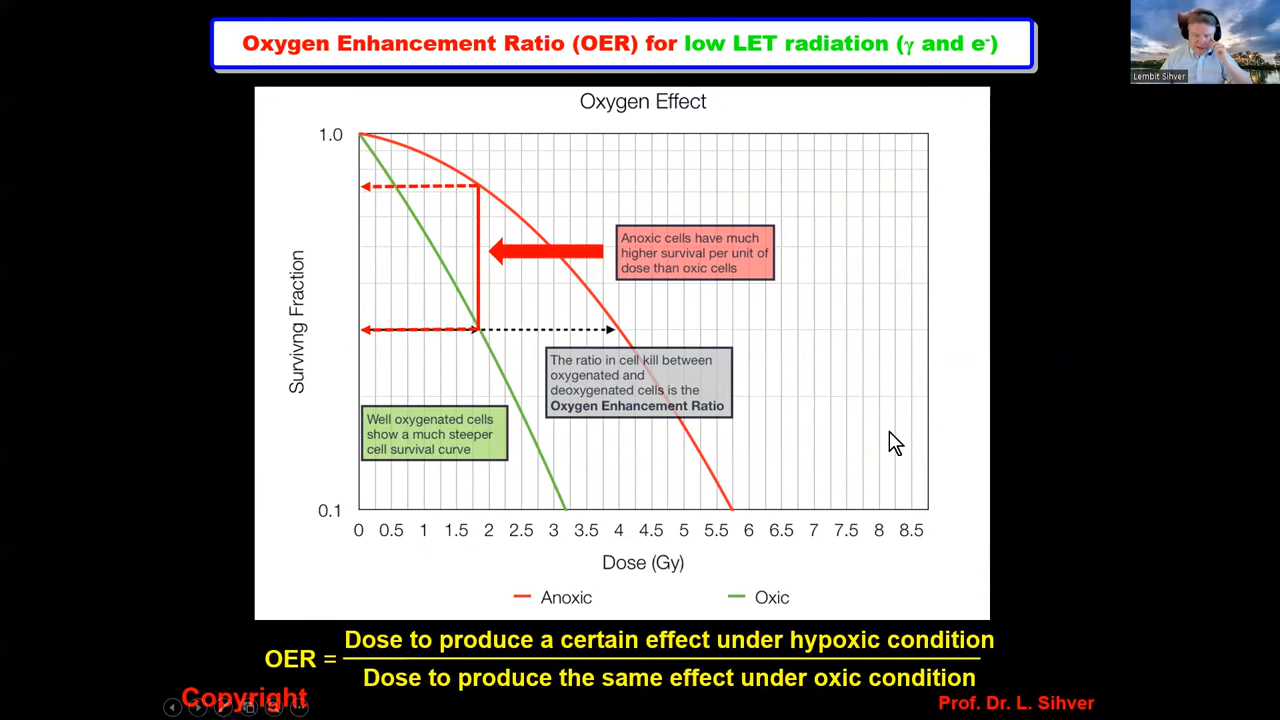 Oxygen Enhancement Ratio (OER) for low LET radiation (γ and e-)
Lembit Sihver
Oxygen Effect
1.0
Anoxic cells have much
higher survival per unit of
dose than oxic cells
Survivng Fraction
The ratio in cell kill between
oxygenated and
deoxygenated cells is the
Oxygen Enhancement Ratio
Well oxygenated cells
show a much steeper
cell survival curve
0.1
0 0.5 1 1.5 2 2.5 3 3.5 4 4.5 5 5.5 6 6.5 7 7.5 8 8.5
Dose (Gy)
Anoxic Oxic
Dose to produce a certain effect under hypoxic condition
OER =
Dose to produce the same effect under oxic condition
Copyright
Prof. Dr. L. Sihver